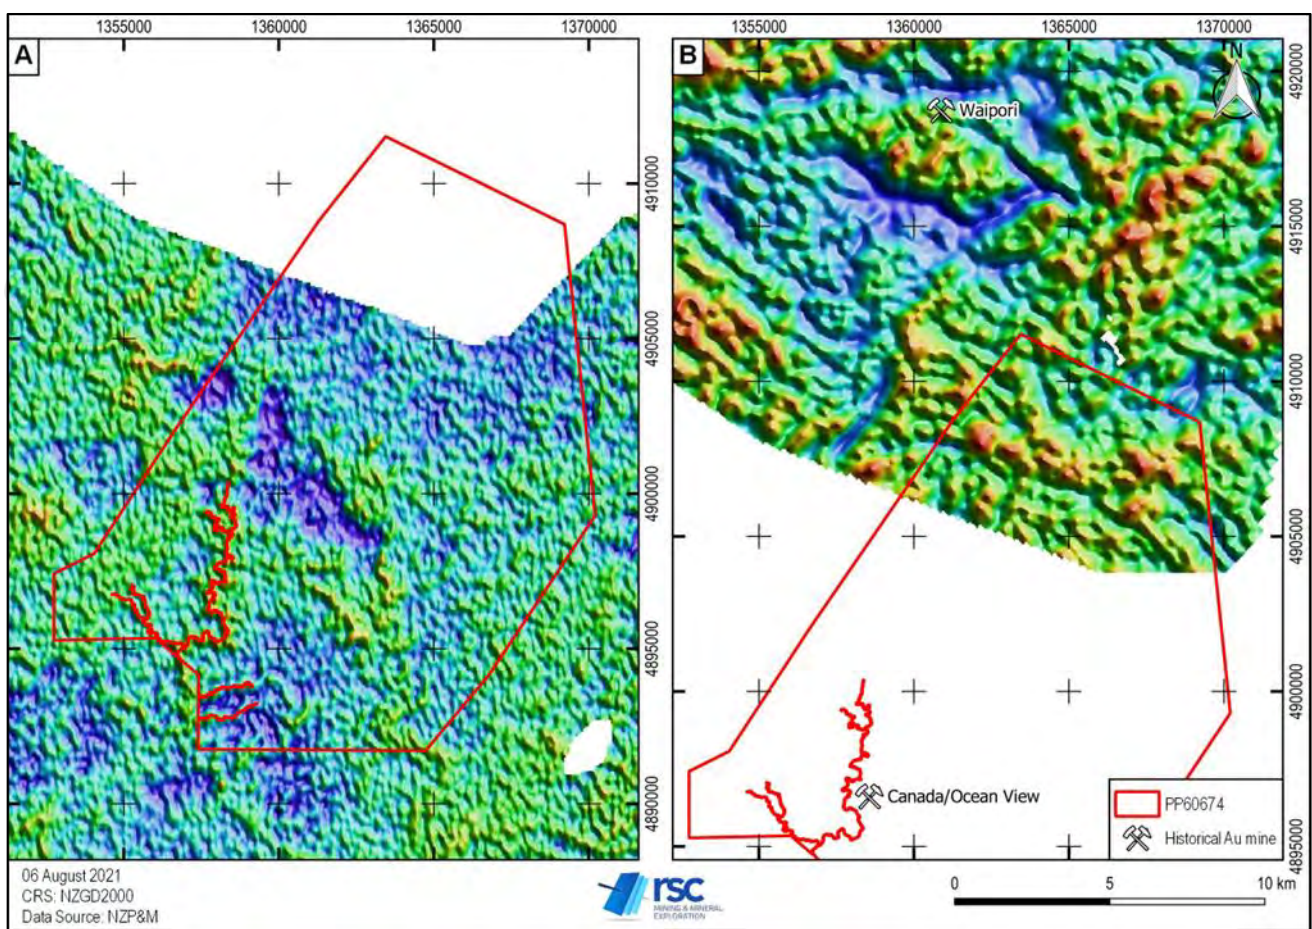 1355000 1360000 1365000 1370000
1355000 1360000 1365000 1370000
A
B
N
4910000
4905000
4900000
4895000
4890000
4920000
4915000
4910000
4905000
4900000
4895000
Waipori
Canada/Ocean View
PP60674
Historical Au mine
06 August 2021
CRS: NZGD2000
Data Source: NZP&M
rsc
MINING & MINERAL
EXPLORATION
0 5 10 km